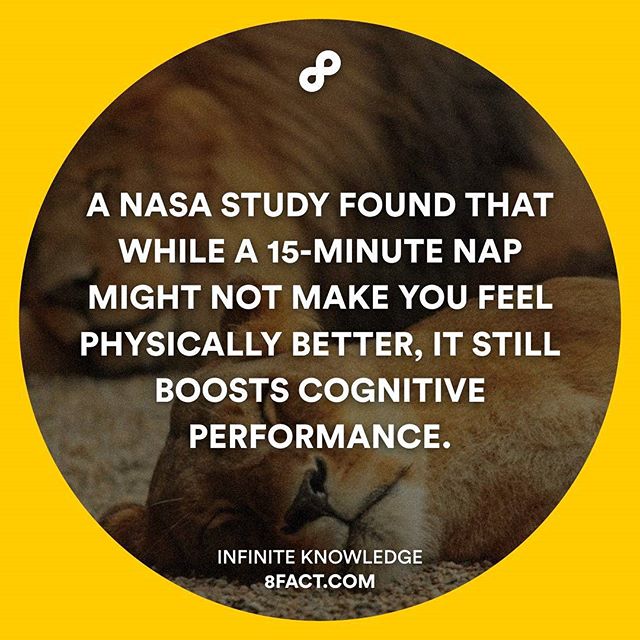 A NASA STUDY FOUND THAT
WHILE A 15-MINUTE NAP
MIGHT NOT MAKE YOU FEEL
PHYSICALLY BETTER, IT STILL
BOOSTS COGNITIVE
PERFORMANCE.
INFINITE KNOWLEDGE
8FACT.COM